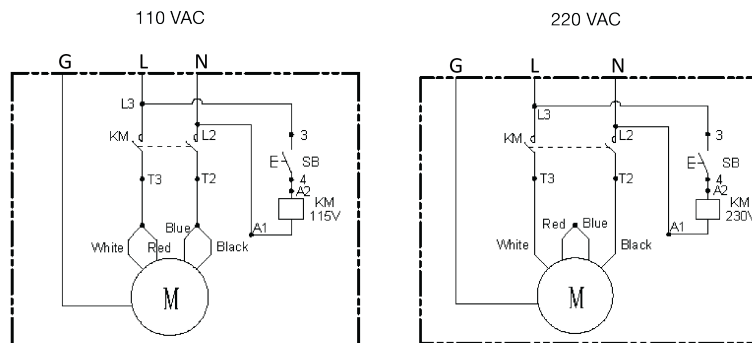 110 VAC
G L N
L3
KM L2
3
E SB
4
T3 T2 A2
KM
115V
Blue A1
White Red Black
M
220 VAC
G L N
L3
KM L2
3
E SB
4
T3 T2 A2
KM
230V
Red Blue A1
White Black
M